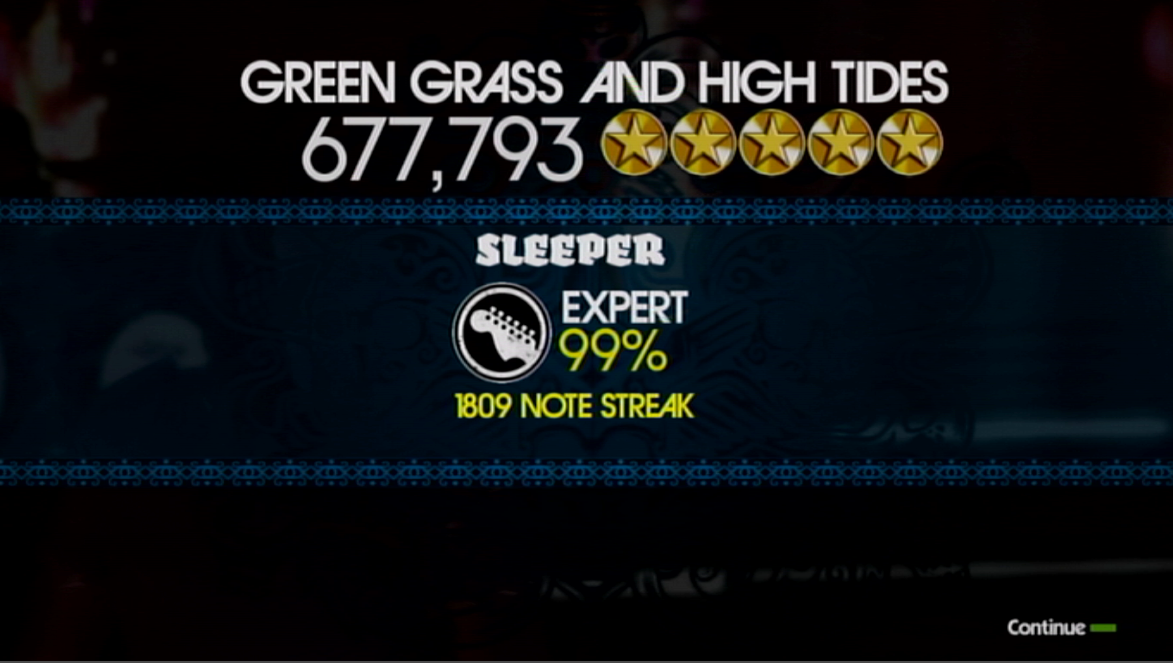 GREEN GRASS AND HIGH TIDES
677,793
SLEEPER
EXPERT
99%
1809 NOTE STREAK
Continue